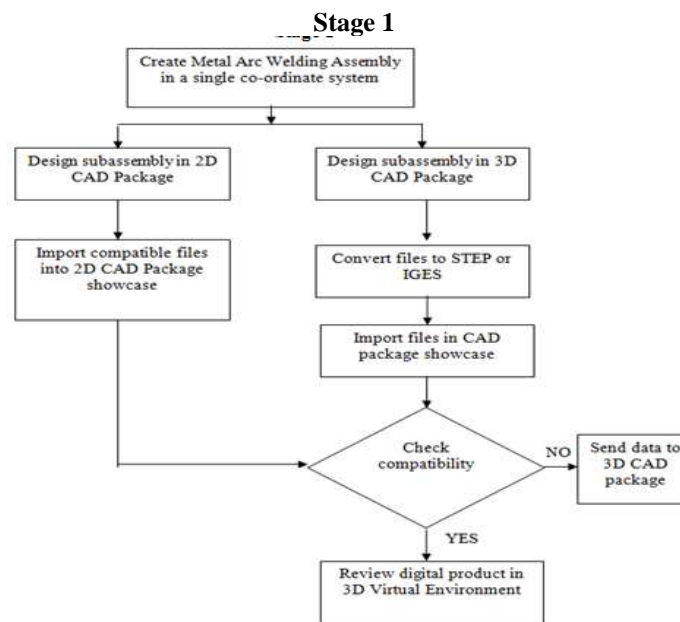 Stage 1
Create Metal Arc Welding Assembly
in a single co-ordinate system
Design subassembly in 2D
CAD Package
Design subassembly in 3D
CAD Package
Import compatible files
into 2D CAD Package
showcase
Convert files to STEP or
IGES
Import files in CAD
package showcase
Check
compatibility
NO
Send data to
3D CAD
package
YES
Review digital product in
3D Virtual Environment